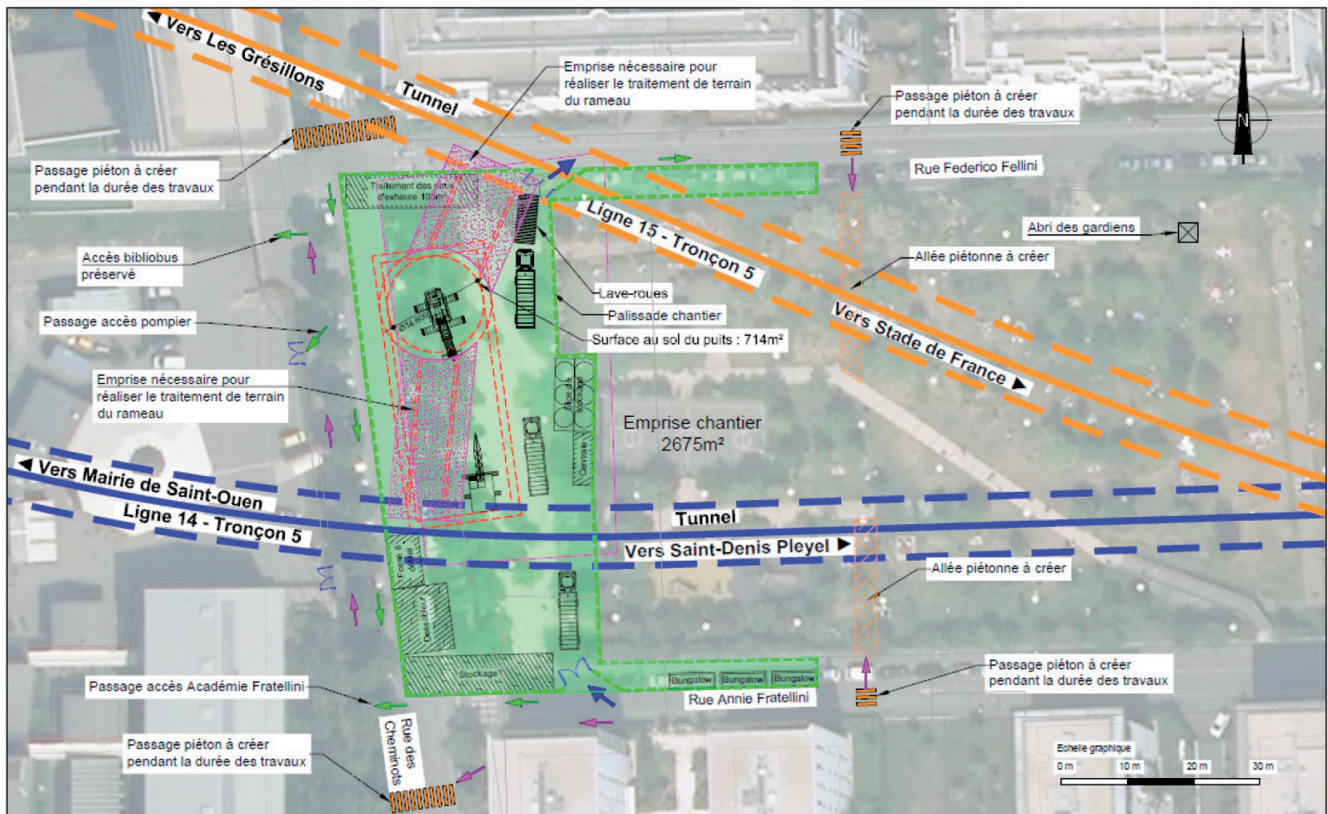 ◄ Vers Les Grésillons
Tunnel
Emprise nécessaire pour
réaliser le traitement de terrain
du rameau
Passage piéton à créer
pendant la durée des travaux
N
Passage piéton à créer
pendant la durée des travaux
Rue Federico Fellini
Traitement des eaux
d'exhaure
Ligne 15 - Tronçon 5
Abri des gardiens
Accès bibliobus
préservé
Allée piétonne à créer
Lave-roues
Palissade chantier
Passage accès pompier
Surface au sol du puits : 714m²
Vers Stade de France ►
Emprise nécessaire pour
réaliser le traitement de terrain
du rameau
stockage
Emprise chantier
2675m²
Centrale
◄ Vers Mairie de Saint-Ouen
Ligne 14 - Tronçon 5
Tunnel
Vers Saint-Denis Pleyel ►
Allée piétonne à créer
Dessableur
Stockage
Passage accès Académie Fratellini
Bungalow
Bungalow
Bungalow
Rue Annie Fratellini
Passage piéton à créer
pendant la durée des travaux
Rue des
Cheminots
Passage piéton à créer
pendant la durée des travaux
Echelle graphique
0 m 10 m 20 m 30 m